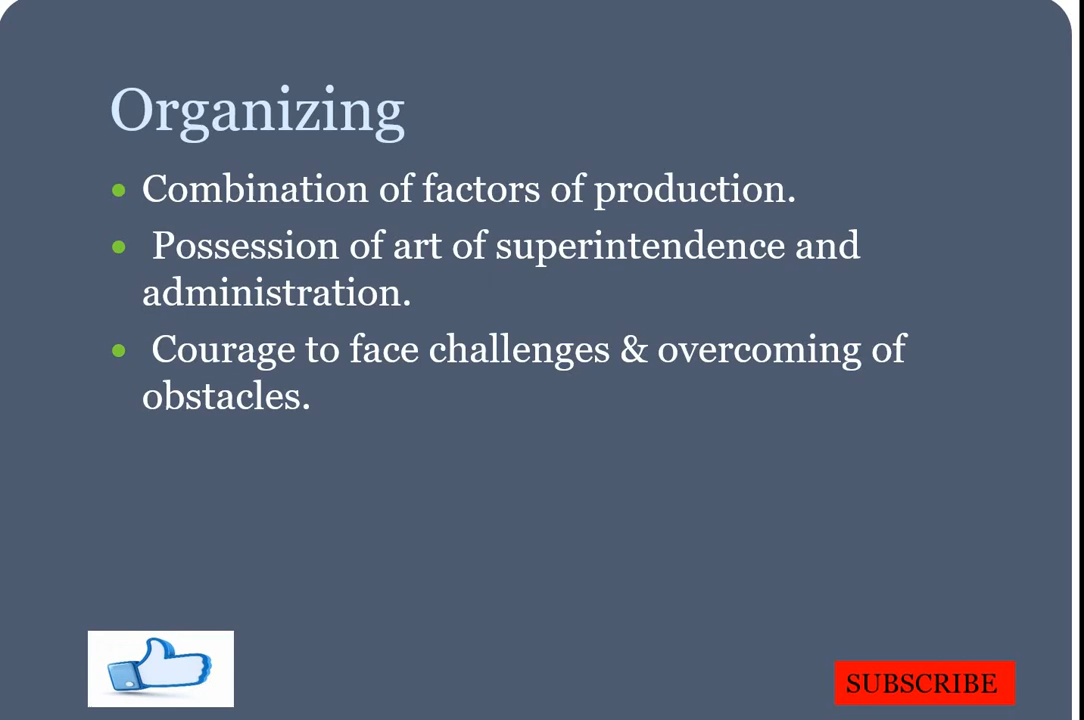 Organizing
• Combination of factors of production.
• Possession of art of superintendence and
administration.
• Courage to face challenges & overcoming of
obstacles.
SUBSCRIBE